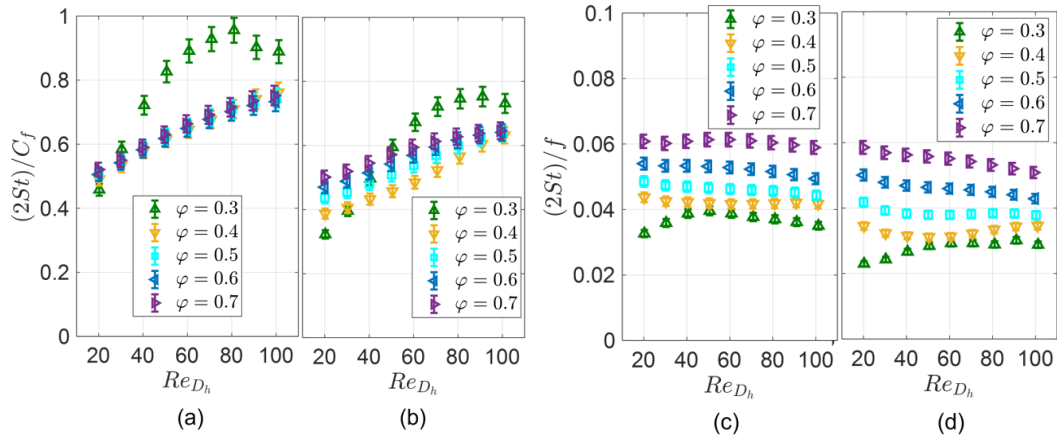 (2St)/C_f
1
0.8
0.6
0.4
0.2
0
φ = 0.3
φ = 0.4
φ = 0.5
φ = 0.6
φ = 0.7
20 40 60 80 100
Re_{D_h}
(a)
φ = 0.3
φ = 0.4
φ = 0.5
φ = 0.6
φ = 0.7
20 40 60 80 100
Re_{D_h}
(b)
(2St)/f
0.1
0.08
0.06
0.04
0.02
0
φ = 0.3
φ = 0.4
φ = 0.5
φ = 0.6
φ = 0.7
20 40 60 80 100
Re_{D_h}
(c)
φ = 0.3
φ = 0.4
φ = 0.5
φ = 0.6
φ = 0.7
20 40 60 80 100
Re_{D_h}
(d)